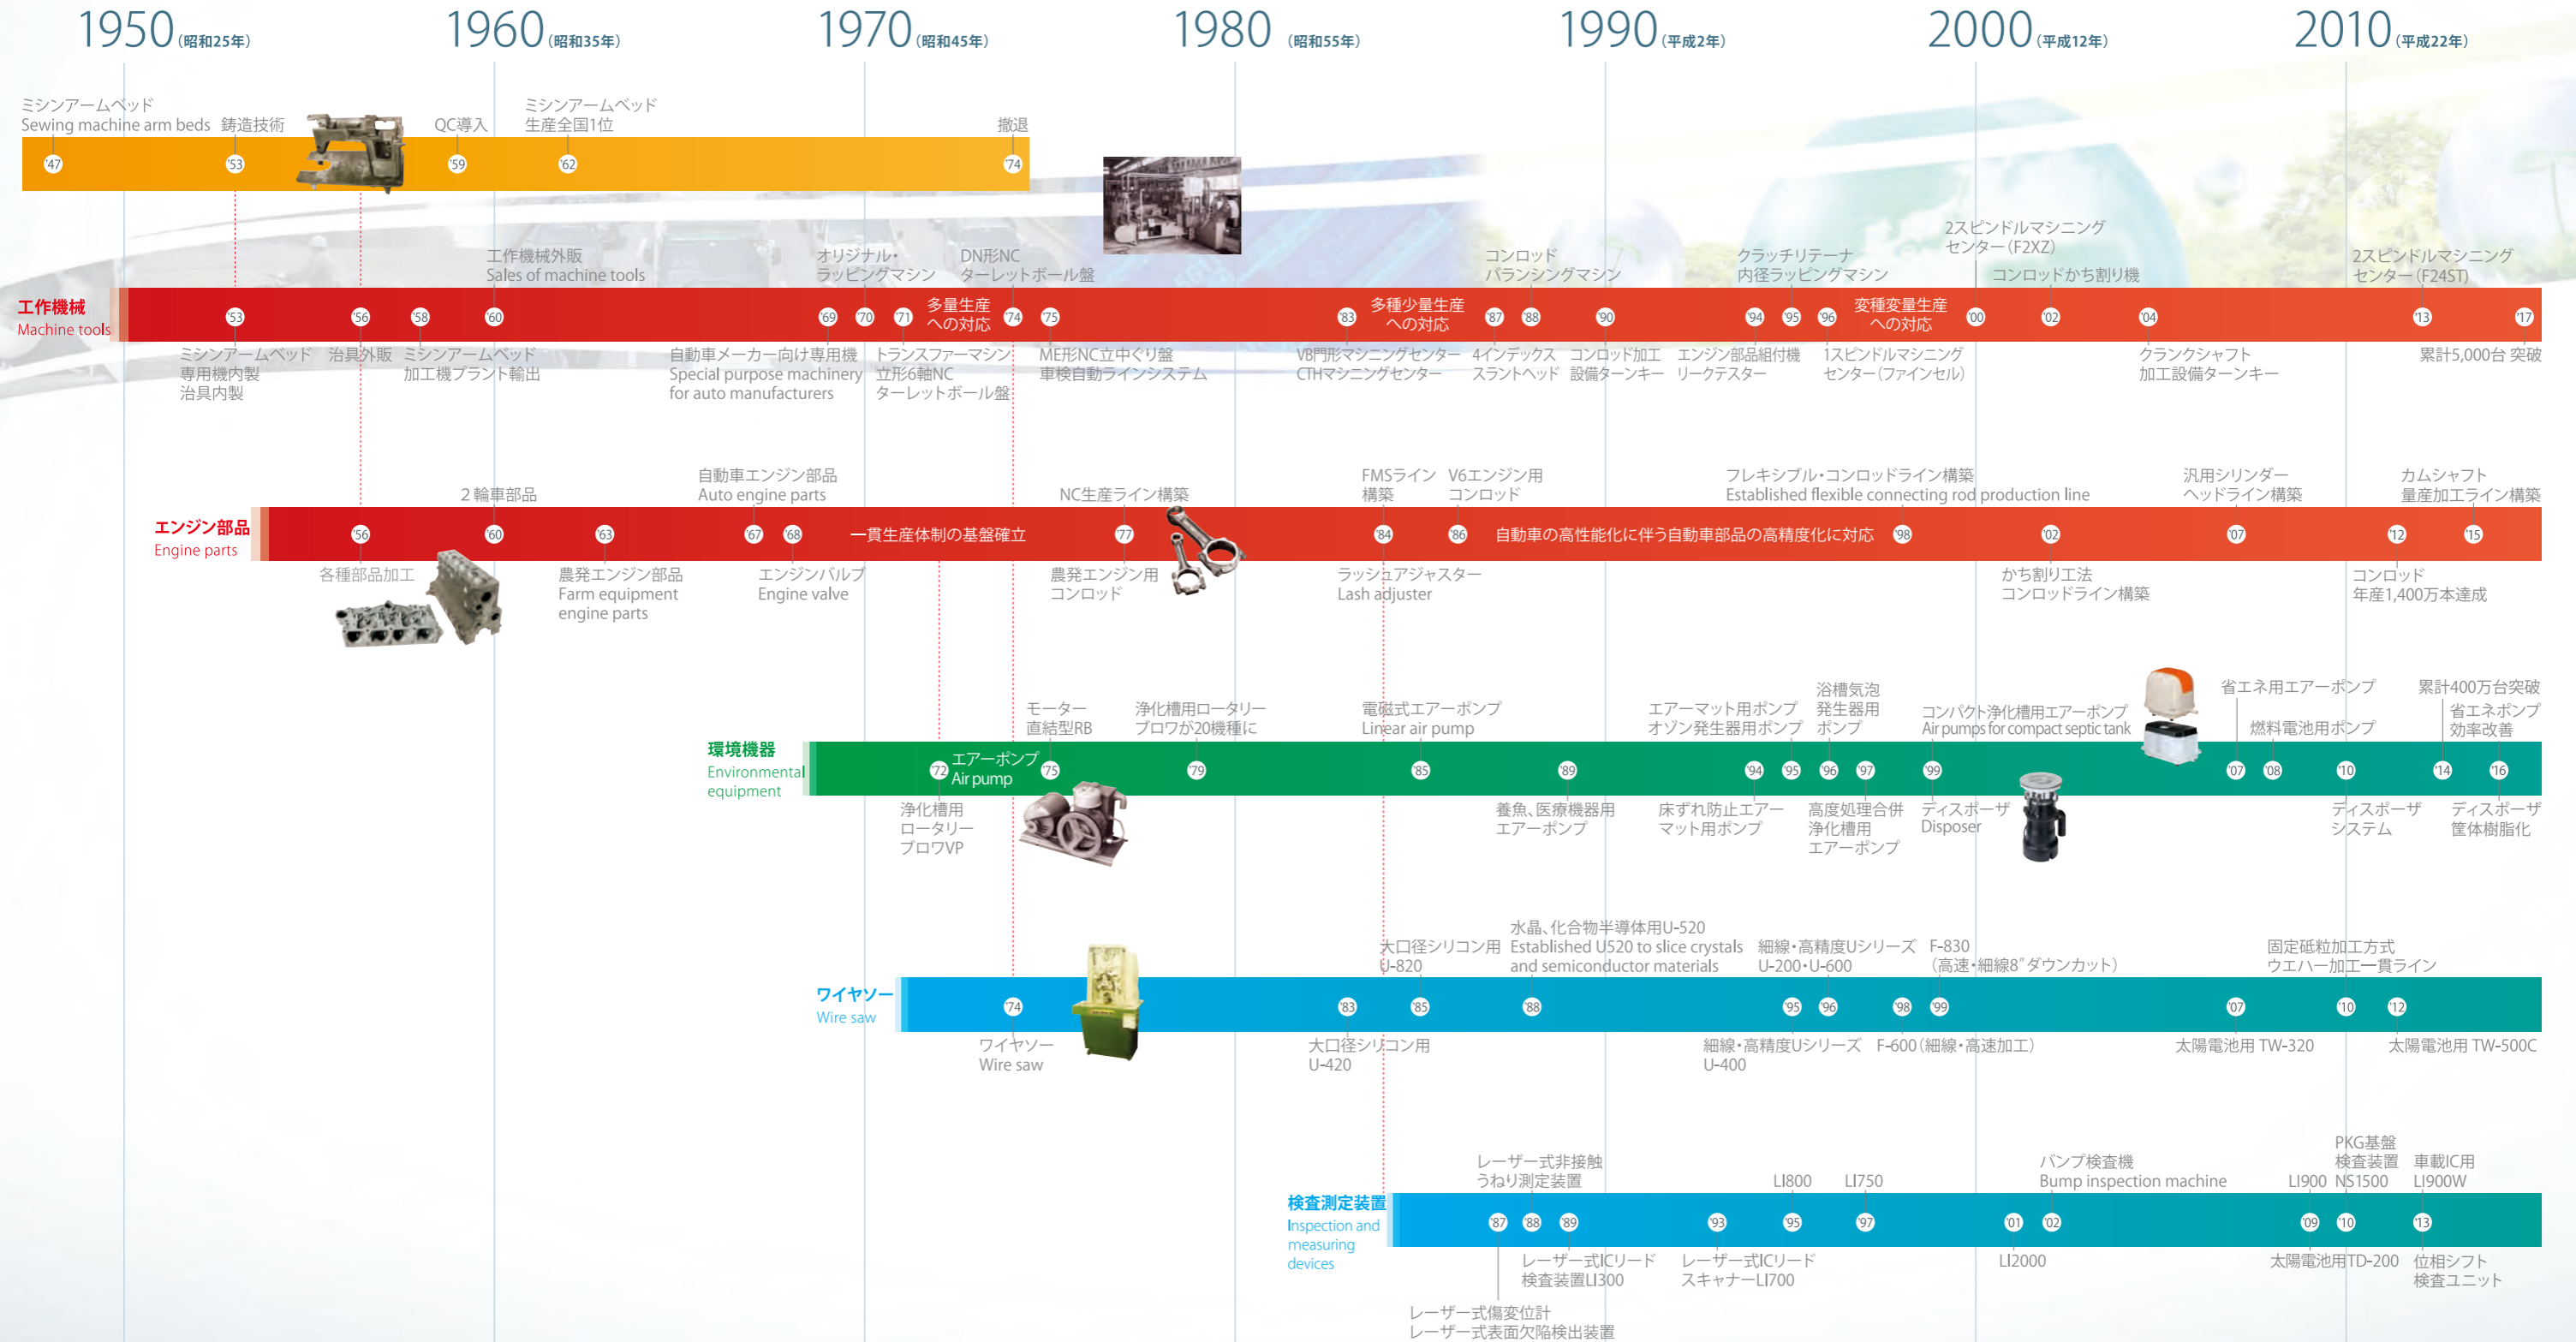 1950(昭和25年)
1960(昭和35年)
1970(昭和45年)
1980(昭和55年)
1990(平成2年)
2000(平成12年)
2010(平成22年)
ミシンアームベッド
Sewing machine arm beds
鋳造技術
QC導入
ミシンアームベッド
生産全国1位
撤退
'47
'53
'59
'62
'74
工作機械
Machine tools
工作機械外販
Sales of machine tools
オリジナル・
ラッピングマシン
DN形NC
ターレットボール盤
コンロッド
バランシングマシン
クラッチリテーナ
内径ラッピングマシン
2スピンドルマシニング
センター(F2XZ)
コンロッドかち割り機
2スピンドルマシニング
センター(F24ST)
'53
'56
'58
'60
'69
'70
'71
多量生産
への対応
'74
'75
'83
多種少量生産
への対応
'87
'88
'90
'94
'95
'96
変種変量生産
への対応
'00
'02
'04
'13
'17
ミシンアームベッド
専用機内製
治具内製
治具外販
ミシンアームベッド
加工機プラント輸出
自動車メーカー向け専用機
Special purpose machinery
for auto manufacturers
トランスファーマシン
立形6軸NC
ターレットボール盤
ME形NC立中ぐり盤
車検自動ラインシステム
VB門形マシニングセンター
CTHマシニングセンター
4インデックス
スラントヘッド
コンロッド加工
設備ターンキー
エンジン部品組付機
リークテスター
1スピンドルマシニング
センター(ファインセル)
クランクシャフト
加工設備ターンキー
累計5,000台 突破
エンジン部品
Engine parts
2輪車部品
自動車エンジン部品
Auto engine parts
NC生産ライン構築
FMSライン
構築
V6エンジン用
コンロッド
フレキシブル・コンロッドライン構築
Established flexible connecting rod production line
汎用シリンダー
ヘッドライン構築
カムシャフト
量産加工ライン構築
'56
'60
'63
'67
'68
一貫生産体制の基盤確立
'77
'84
'86
自動車の高性能化に伴う自動車部品の高精度化に対応
'98
'02
'07
'12
'15
各種部品加工
農発エンジン部品
Farm equipment
engine parts
エンジンバルブ
Engine valve
農発エンジン用
コンロッド
ラッシュアジャスター
Lash adjuster
かち割り工法
コンロッドライン構築
コンロッド
年産1,400万本達成
環境機器
Environmental
equipment
モーター
直結型RB
浄化槽用ロータリー
ブロワが20機種に
電磁式エアーポンプ
Linear air pump
エアーマット用ポンプ
オゾン発生器用ポンプ
浴槽気泡
発生器用
ポンプ
コンパクト浄化槽用エアーポンプ
Air pumps for compact septic tank
省エネ用エアーポンプ
燃料電池用ポンプ
累計400万台突破
省エネポンプ
効率改善
'72
エアーポンプ
Air pump
'75
'79
'85
'89
'94
'95
'96
'97
'99
'07
'08
'10
'14
'16
浄化槽用
ロータリー
ブロワVP
養魚、医療機器用
エアーポンプ
床ずれ防止エアー
マット用ポンプ
高度処理合併
浄化槽用
エアーポンプ
ディスポーザ
Disposer
ディスポーザ
システム
ディスポーザ
筐体樹脂化
ワイヤソー
Wire saw
大口径シリコン用
U-820
水晶、化合物半導体用U-520
Established U520 to slice crystals
and semiconductor materials
細線・高精度Uシリーズ
U-200・U-600
F-830
(高速・細線8"ダウンカット)
固定砥粒加工方式
ウエハー加工一貫ライン
'74
'83
'85
'88
'95
'96
'98
'99
'07
'10
'12
ワイヤソー
Wire saw
大口径シリコン用
U-420
細線・高精度Uシリーズ
U-400
F-600(細線・高速加工)
太陽電池用 TW-320
太陽電池用 TW-500C
検査測定装置
Inspection and
measuring
devices
レーザー式非接触
うねり測定装置
LI800
LI750
バンプ検査機
Bump inspection machine
LI900
PKG基盤
検査装置
NS1500
車載IC用
LI900W
'87
'88
'89
'93
'95
'97
'01
'02
'09
'10
'13
レーザー式傷変位計
レーザー式表面欠陥検出装置
レーザー式ICリード
検査装置LI300
レーザー式ICリード
スキャナーLI700
LI2000
太陽電池用TD-200
位相シフト
検査ユニット